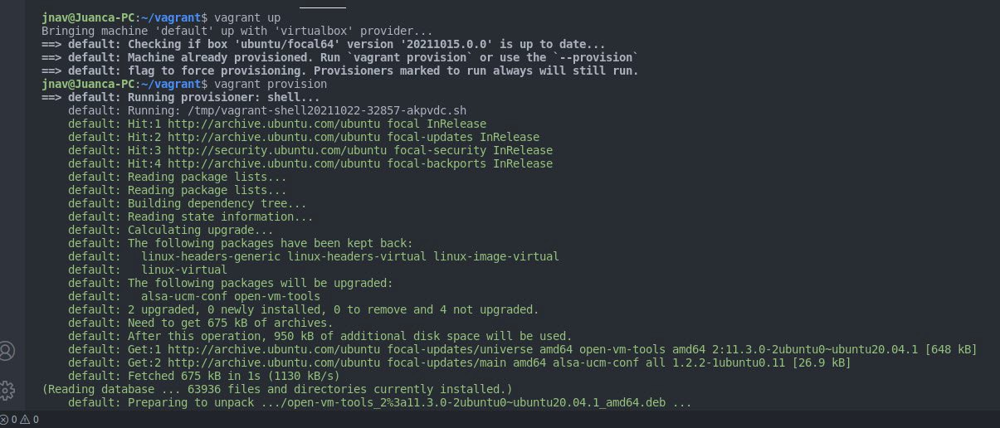 jnav@Juanca-PC:~/vagrant$ vagrant up
Bringing machine 'default' up with 'virtualbox' provider...
==> default: Checking if box 'ubuntu/focal64' version '20211015.0.0' is up to date...
==> default: Machine already provisioned. Run `vagrant provision` or use the `--provision`
==> default: flag to force provisioning. Provisioners marked to run always will still run.
jnav@Juanca-PC:~/vagrant$ vagrant provision
==> default: Running provisioner: shell...
    default: Running: /tmp/vagrant-shell20211022-32857-akpvdc.sh
    default: Hit:1 http://archive.ubuntu.com/ubuntu focal InRelease
    default: Hit:2 http://archive.ubuntu.com/ubuntu focal-updates InRelease
    default: Hit:3 http://security.ubuntu.com/ubuntu focal-security InRelease
    default: Hit:4 http://archive.ubuntu.com/ubuntu focal-backports InRelease
    default: Reading package lists...
    default: Reading package lists...
    default: Building dependency tree...
    default: Reading state information...
    default: Calculating upgrade...
    default: The following packages have been kept back:
    default:   linux-headers-generic linux-headers-virtual linux-image-virtual
    default:   linux-virtual
    default: The following packages will be upgraded:
    default:   alsa-ucm-conf open-vm-tools
    default: 2 upgraded, 0 newly installed, 0 to remove and 4 not upgraded.
    default: Need to get 675 kB of archives.
    default: After this operation, 950 kB of additional disk space will be used.
    default: Get:1 http://archive.ubuntu.com/ubuntu focal-updates/universe amd64 open-vm-tools amd64 2:11.3.0-2ubuntu0~ubuntu20.04.1 [648 kB]
    default: Get:2 http://archive.ubuntu.com/ubuntu focal-updates/main amd64 alsa-ucm-conf all 1.2.2-1ubuntu0.11 [26.9 kB]
    default: Fetched 675 kB in 1s (1130 kB/s)
(Reading database ... 63936 files and directories currently installed.)
    default: Preparing to unpack .../open-vm-tools_2%3a11.3.0-2ubuntu0~ubuntu20.04.1_amd64.deb ...
0 0